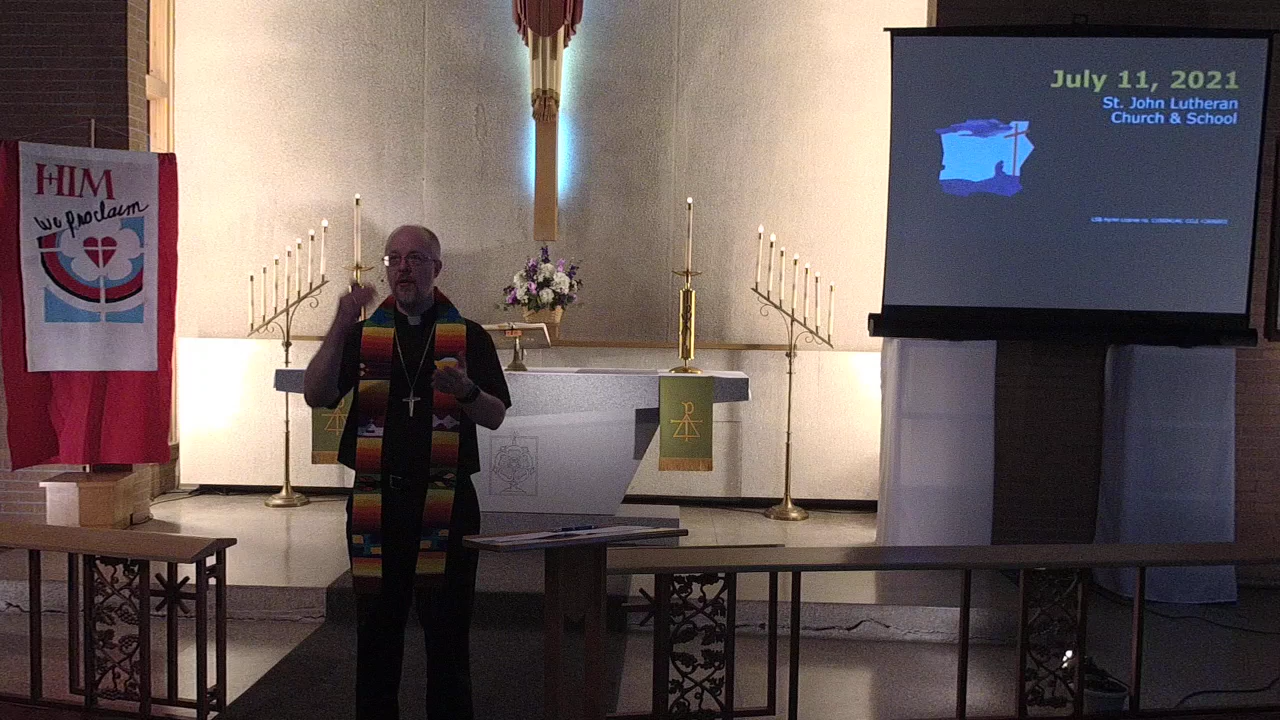 HIM
we proclaim
July 11, 2021
St. John Lutheran
Church & School